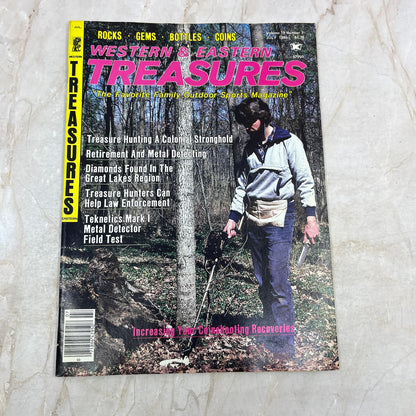 ROCKS GEMS BOTTLES COINS
WESTERN & EASTERN
TREASURES
"The Favorite Family Outdoor Sports Magazine"
TREASURES
Treasure Hunting A Colonial Stronghold
Retirement And Metal Detecting
Diamonds Found In The
Great Lakes Region
Treasure Hunters Can
Help Law Enforcement
Teknetics Mark I
Metal Detector
Field Test
Increasing Your Coinshooting Recoveries